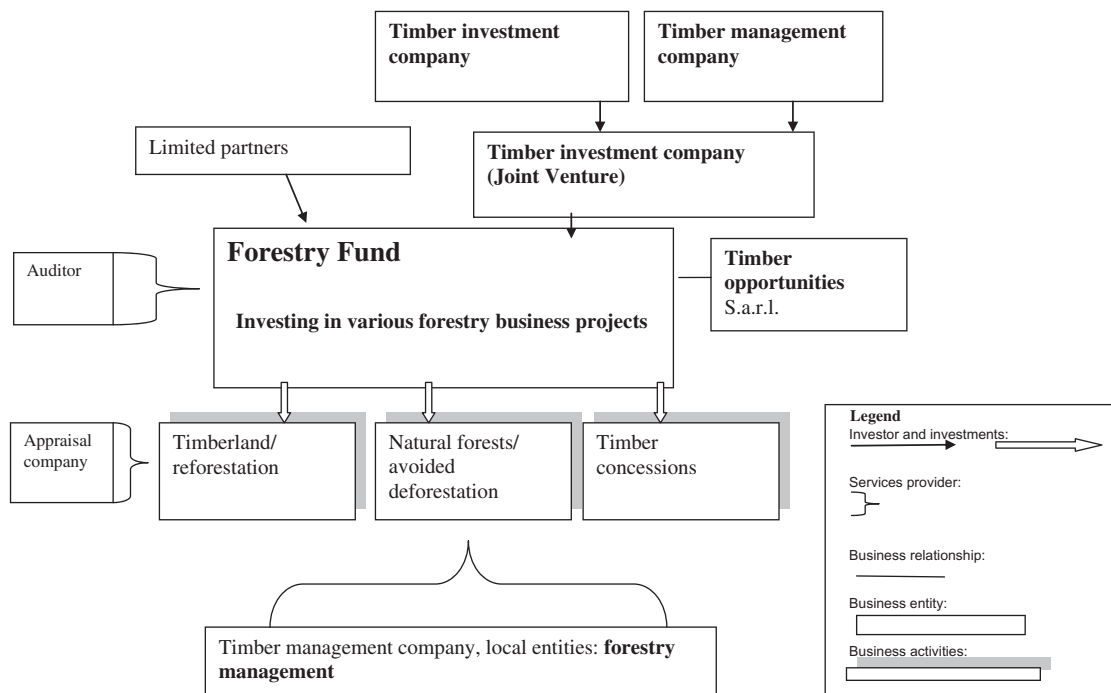 Timber investment
company
Timber management
company
Limited partners
Timber investment company
(Joint Venture)
Forestry Fund
Investing in various forestry business projects
Auditor
Timber
opportunities
S.a.r.l.
Appraisal
company
Timberland/
reforestation
Natural forests/
avoided
deforestation
Timber
concessions
Timber management company, local entities: forestry
management
Legend
Investor and investments:
Services provider:
Business relationship:
Business entity:
Business activities: